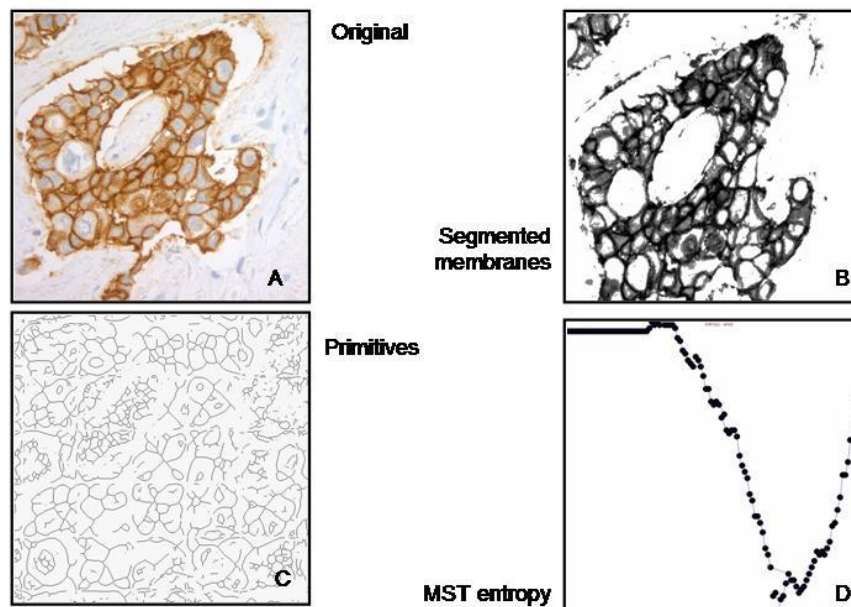 Original
A
Segmented
membranes
B
Primitives
C
MST entropy
D